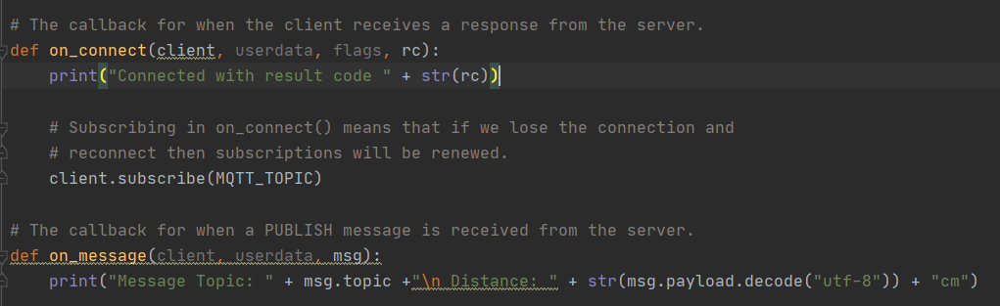 # The callback for when the client receives a response from the server.
def on_connect(client, userdata, flags, rc):
    print("Connected with result code " + str(rc))
    # Subscribing in on_connect() means that if we lose the connection and
    # reconnect then subscriptions will be renewed.
    client.subscribe(MQTT_TOPIC)
# The callback for when a PUBLISH message is received from the server.
def on_message(client, userdata, msg):
    print("Message Topic: " + msg.topic +"\n Distance: " + str(msg.payload.decode("utf-8")) + "cm")